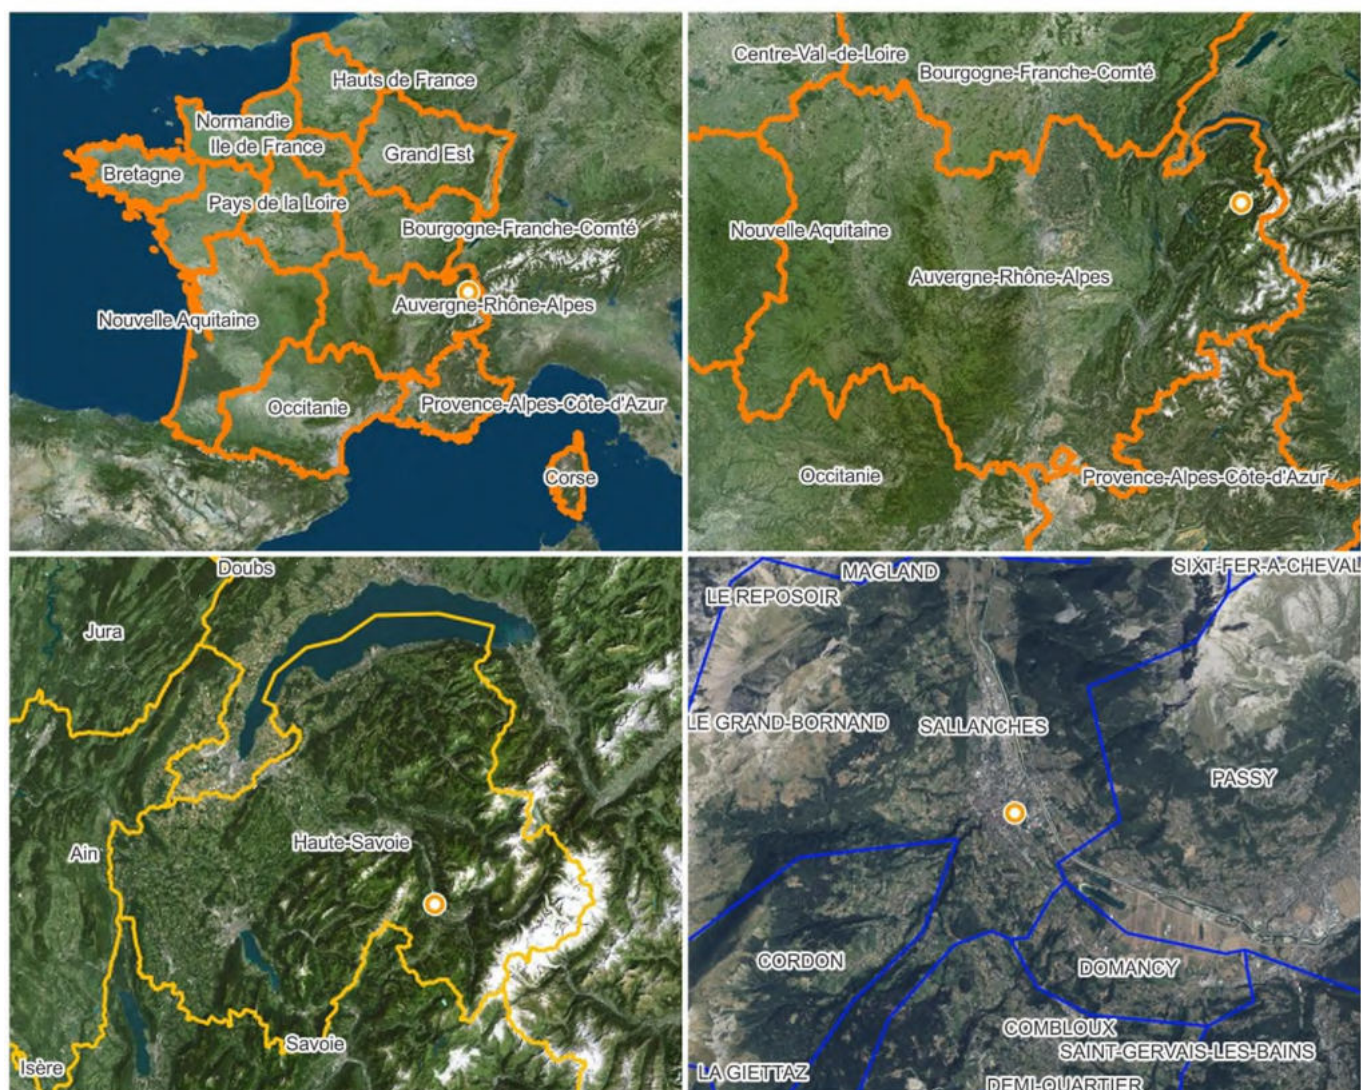 Hauts de France
Normandie
Ile de France
Grand Est
Bretagne
Pays de la Loire
Bourgogne-Franche-Comté
Auvergne-Rhône-Alpes
Nouvelle Aquitaine
Occitanie
Provence-Alpes-Côte-d'Azur
Corse
Centre-Val -de-Loire
Bourgogne-Franche-Comté
Nouvelle Aquitaine
Auvergne-Rhône-Alpes
Occitanie
Provence-Alpes-Côte-d'Azur
Doubs
Jura
Haute-Savoie
Ain
Savoie
Isère
MAGLAND
SIXT-FER-A-CHEVAL
LE REPOSOIR
LE GRAND-BORNAND
SALLANCHES
PASSY
CORDON
DOMANCY
COMBLOUX
SAINT-GERVAIS-LES-BAINS
LA GIETTAZ
DEMI-QUARTIER